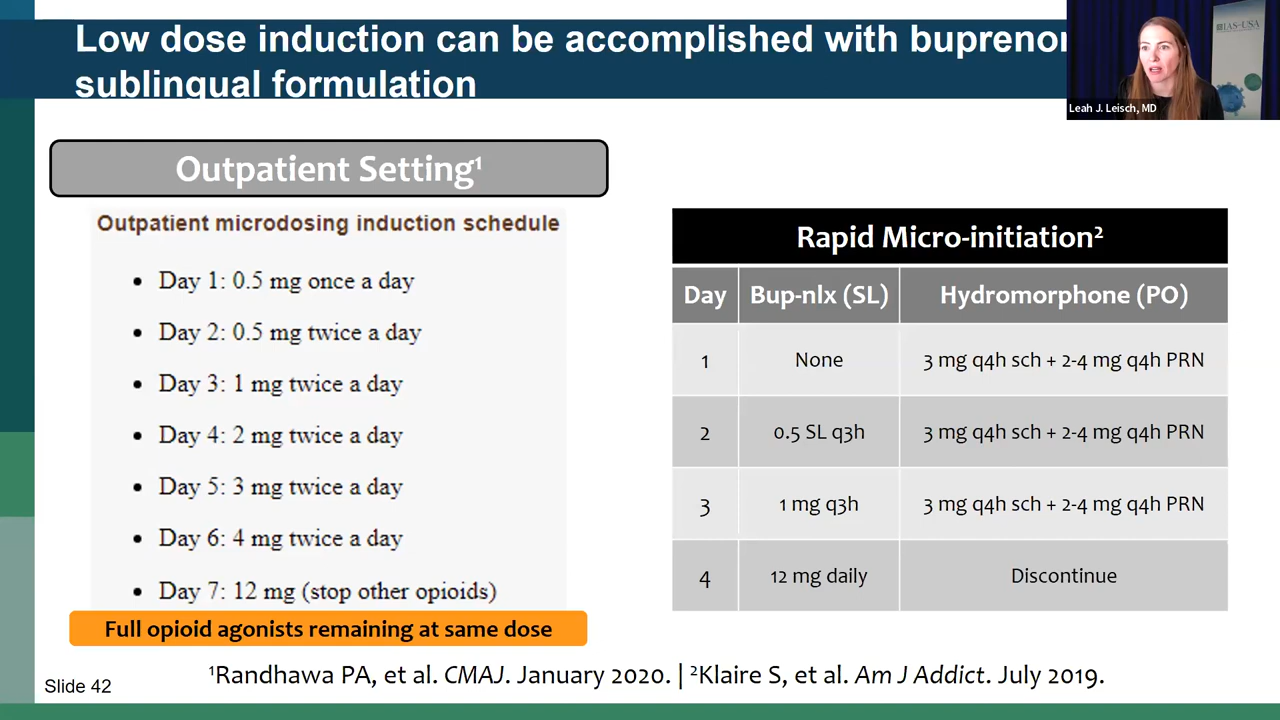 Low dose induction can be accomplished with buprenor
sublingual formulation
IAS-USA
Leah J. Leisch, MD
Outpatient Setting¹
Outpatient microdosing induction schedule
• Day 1: 0.5 mg once a day
• Day 2: 0.5 mg twice a day
• Day 3: 1 mg twice a day
• Day 4: 2 mg twice a day
• Day 5: 3 mg twice a day
• Day 6: 4 mg twice a day
• Day 7: 12 mg (stop other opioids)
Full opioid agonists remaining at same dose
Rapid Micro-initiation²
Day Bup-nlx (SL) Hydromorphone (PO)
1 None 3 mg q4h sch + 2-4 mg q4h PRN
2 0.5 SL q3h 3 mg q4h sch + 2-4 mg q4h PRN
3 1 mg q3h 3 mg q4h sch + 2-4 mg q4h PRN
4 12 mg daily Discontinue
¹Randhawa PA, et al. CMAJ. January 2020. | ²Klaire S, et al. Am J Addict. July 2019.
Slide 42